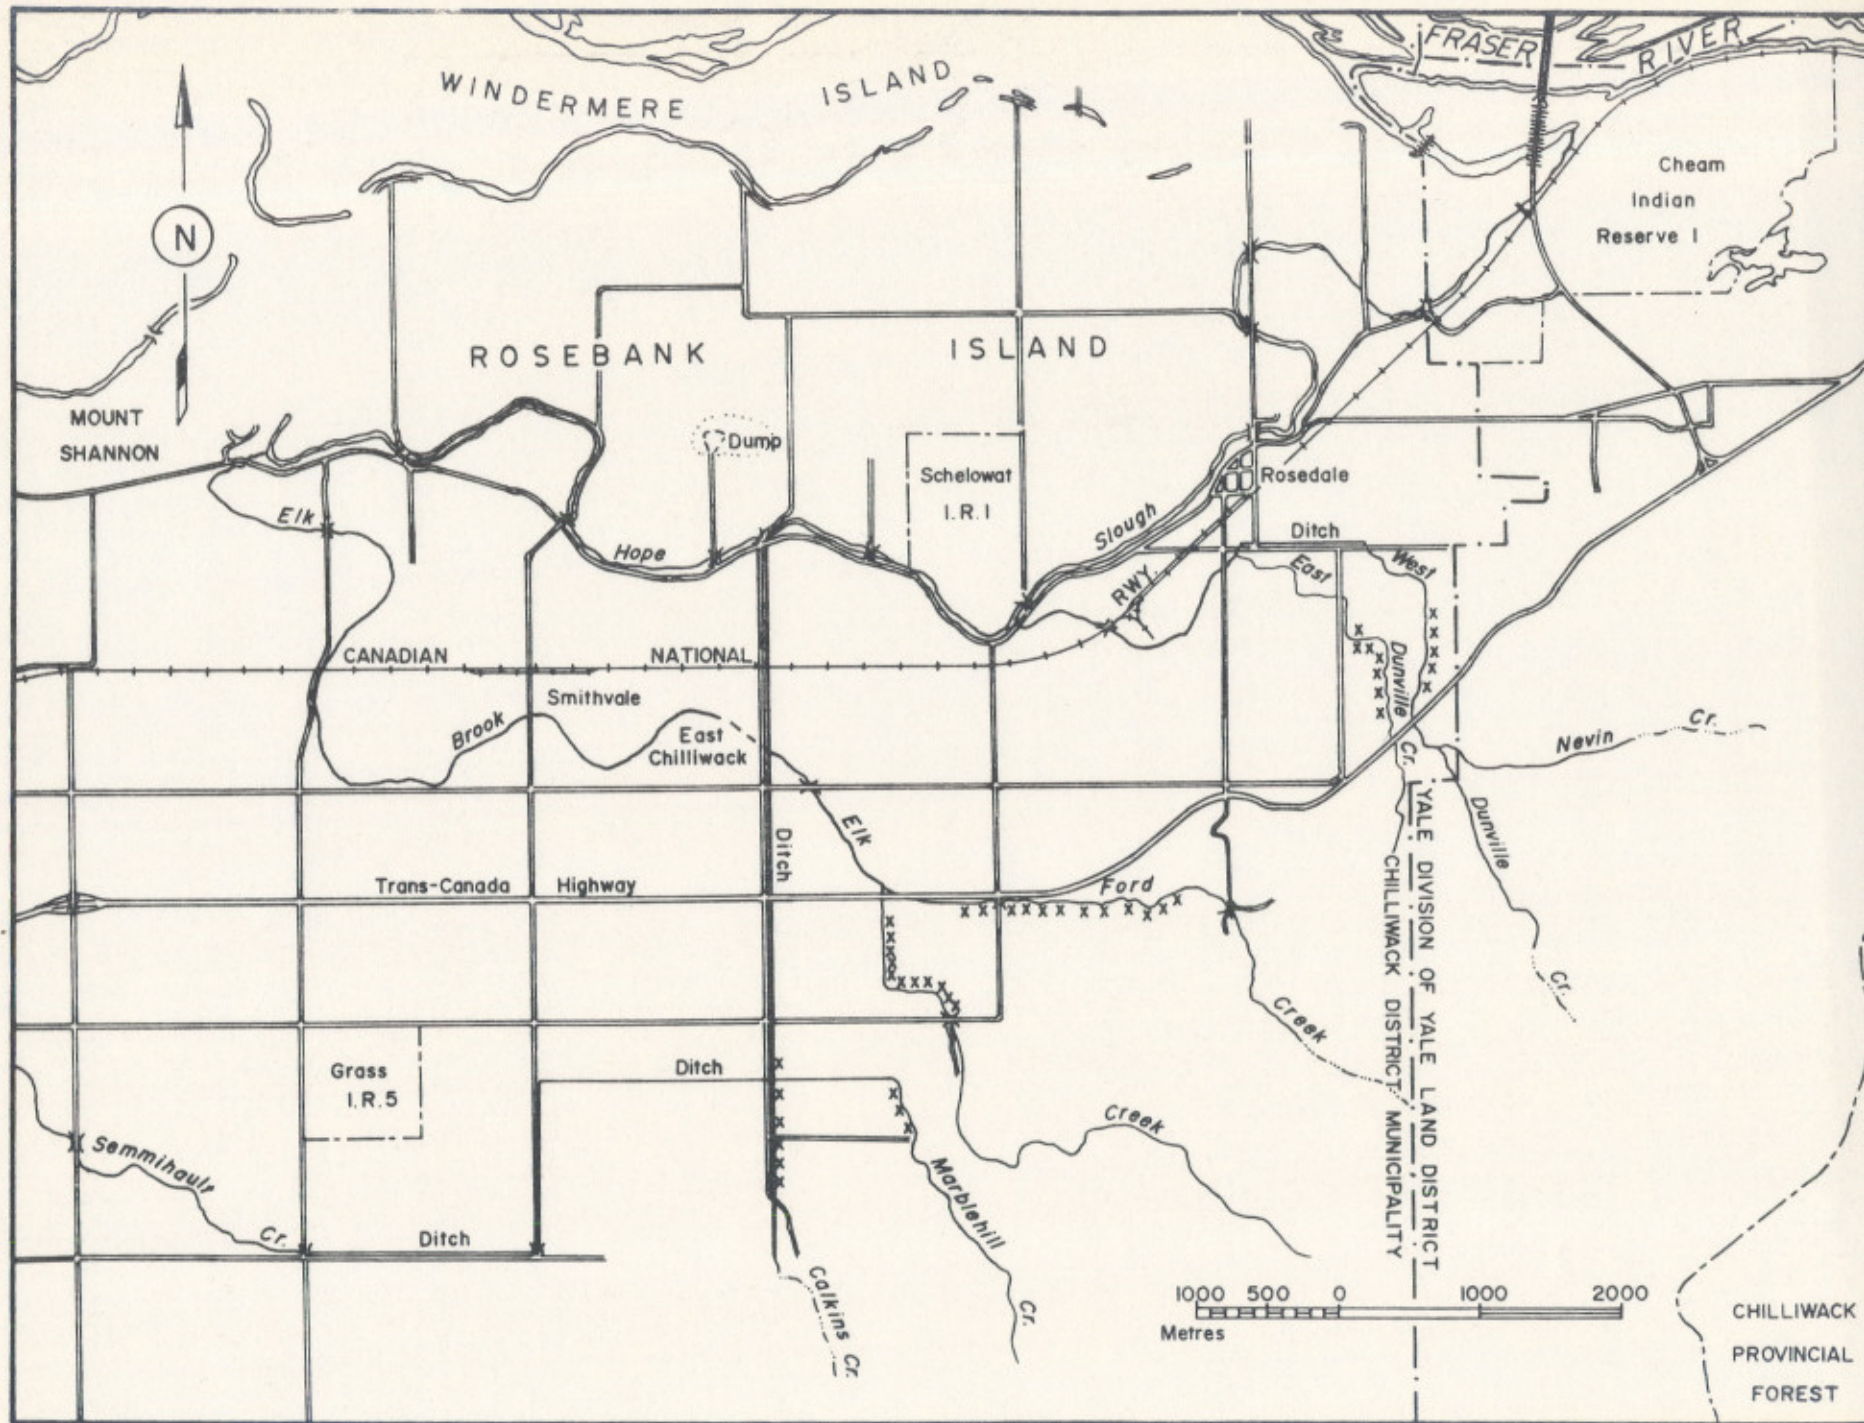 FRASER RIVER
WINDERMERE ISLAND
Cheam
Indian
Reserve 1
N
ROSEBANK ISLAND
MOUNT
SHANNON
Dump
Schelowat
I.R.1
Rosedale
Elk
Hope
Slough
Ditch
East
West
RWY.
CANADIAN NATIONAL
Smithvale
Brook
East
Chilliwack
Dunville
Cr.
Nevin Cr.
Elk
Ditch
Dunville
Cr.
Trans-Canada Highway
Ford
Creek
YALE DIVISION OF YALE LAND DISTRICT
CHILLIWACK DISTRICT MUNICIPALITY
Grass
I.R.5
Ditch
Creek
Semmihault
Cr.
Ditch
Marblehill
Cr.
Calkins Cr.
1000 500 0 1000 2000
Metres
CHILLIWACK
PROVINCIAL
FOREST